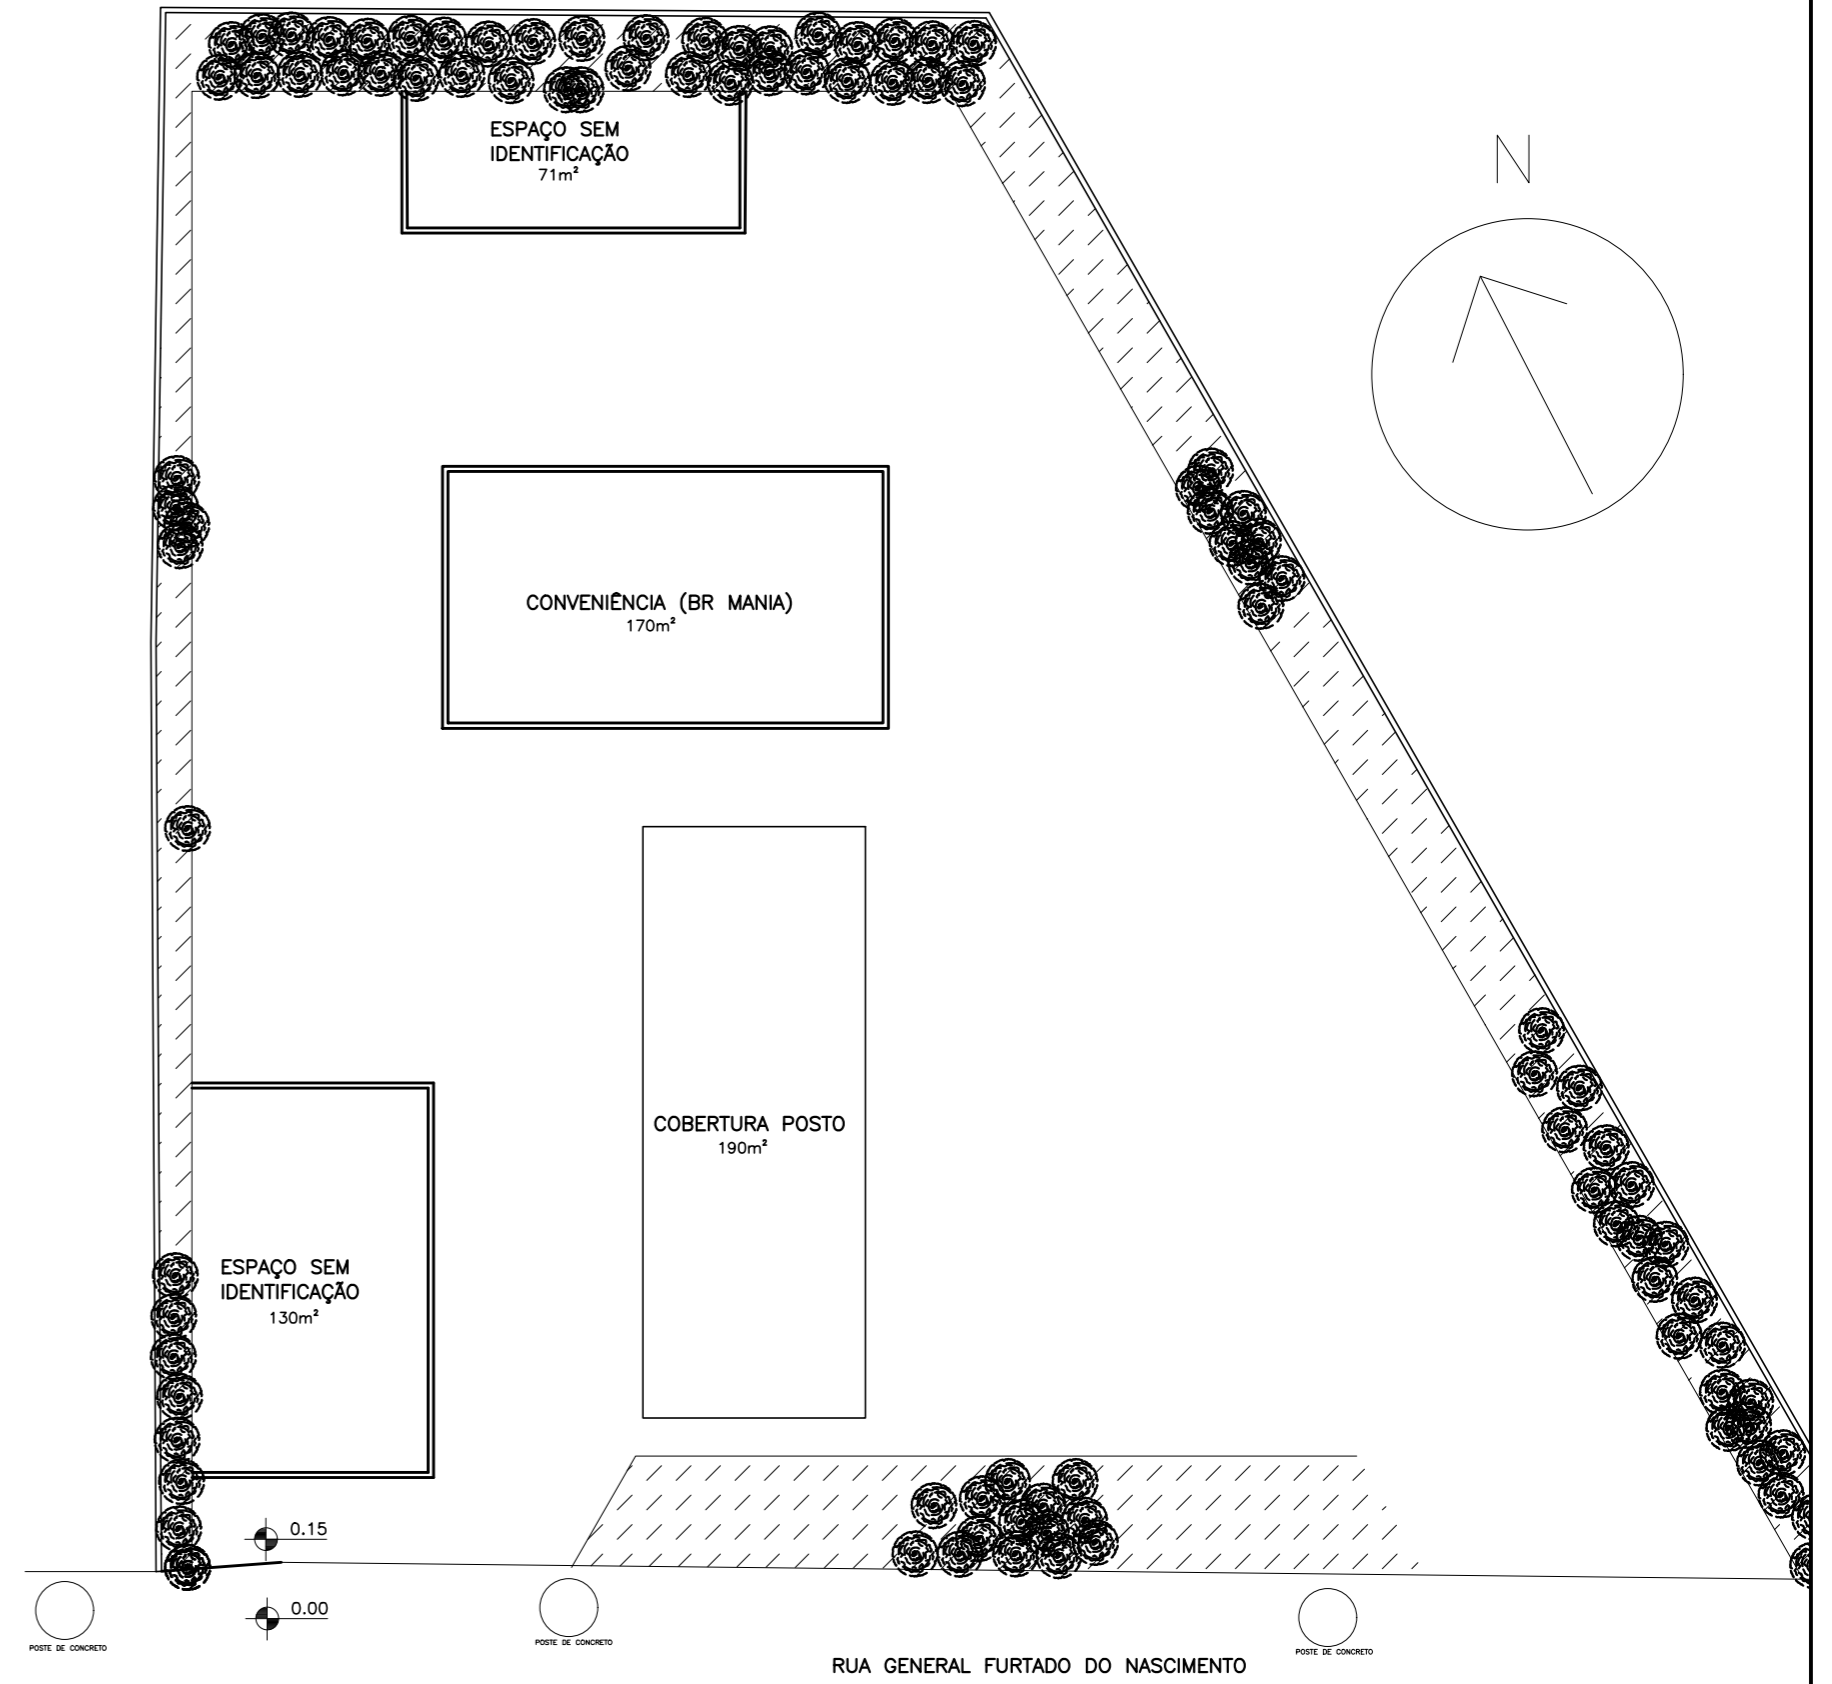 ESPAÇO SEM
IDENTIFICAÇÃO
71m²
N
CONVENIÊNCIA (BR MANIA)
170m²
COBERTURA POSTO
190m²
ESPAÇO SEM
IDENTIFICAÇÃO
130m²
0.15
0.00
POSTE DE CONCRETO
POSTE DE CONCRETO
POSTE DE CONCRETO
RUA GENERAL FURTADO DO NASCIMENTO